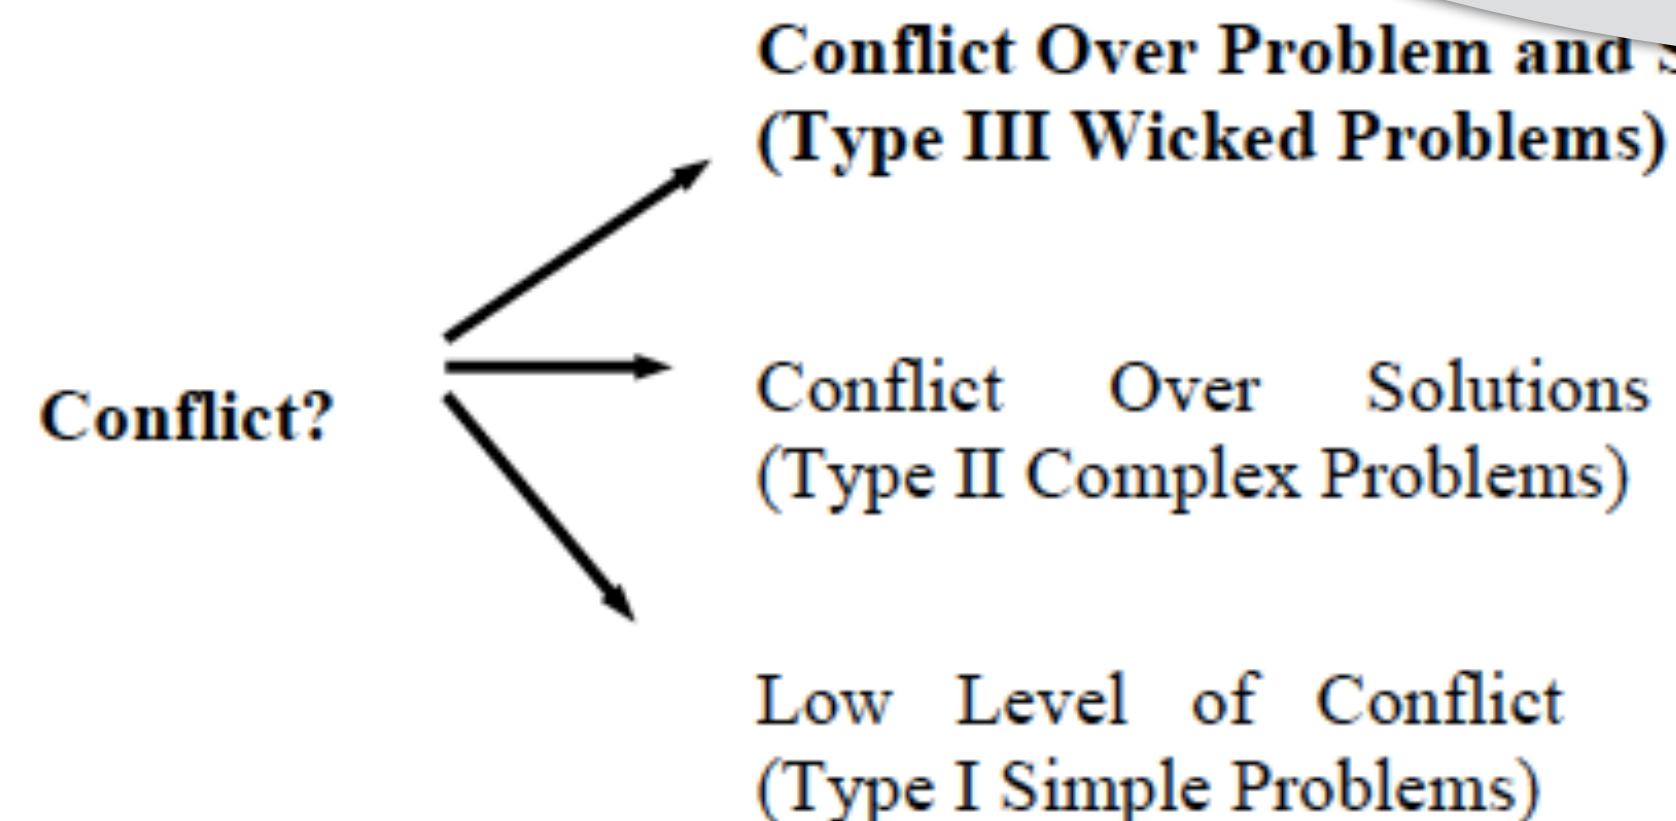 Conflict Over Problem and
(Type III Wicked Problems)
Conflict?
Conflict Over Solutions
(Type II Complex Problems)
Low Level of Conflict
(Type I Simple Problems)